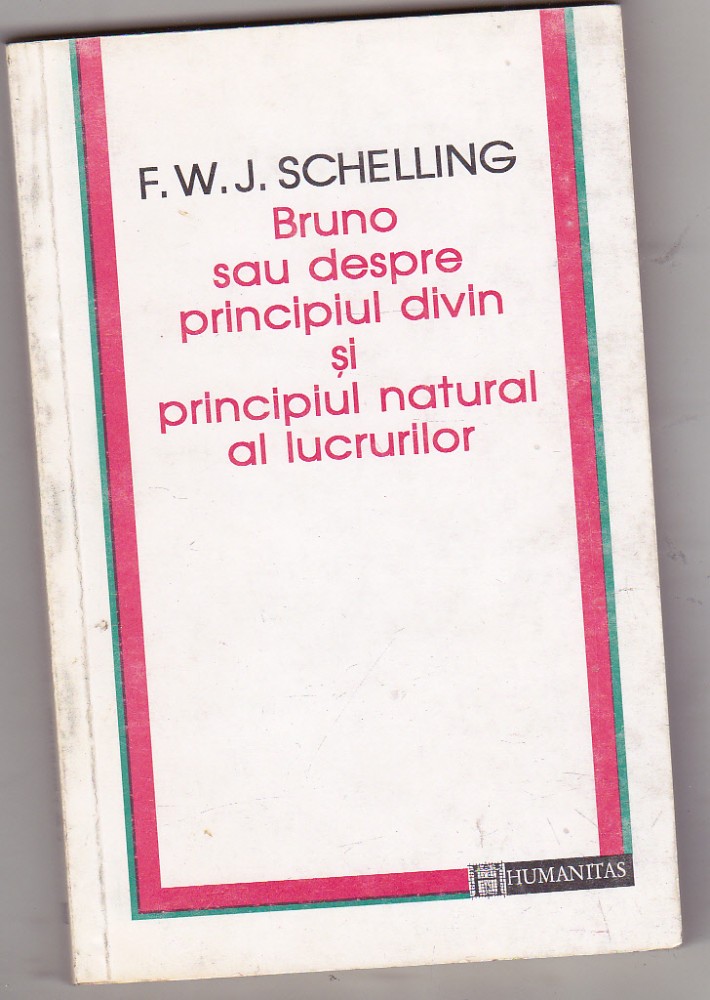 F.W.J. SCHELLING
Bruno
sau despre
principiul divin
și
principiul natural
al lucrurilor
HUMANITAS